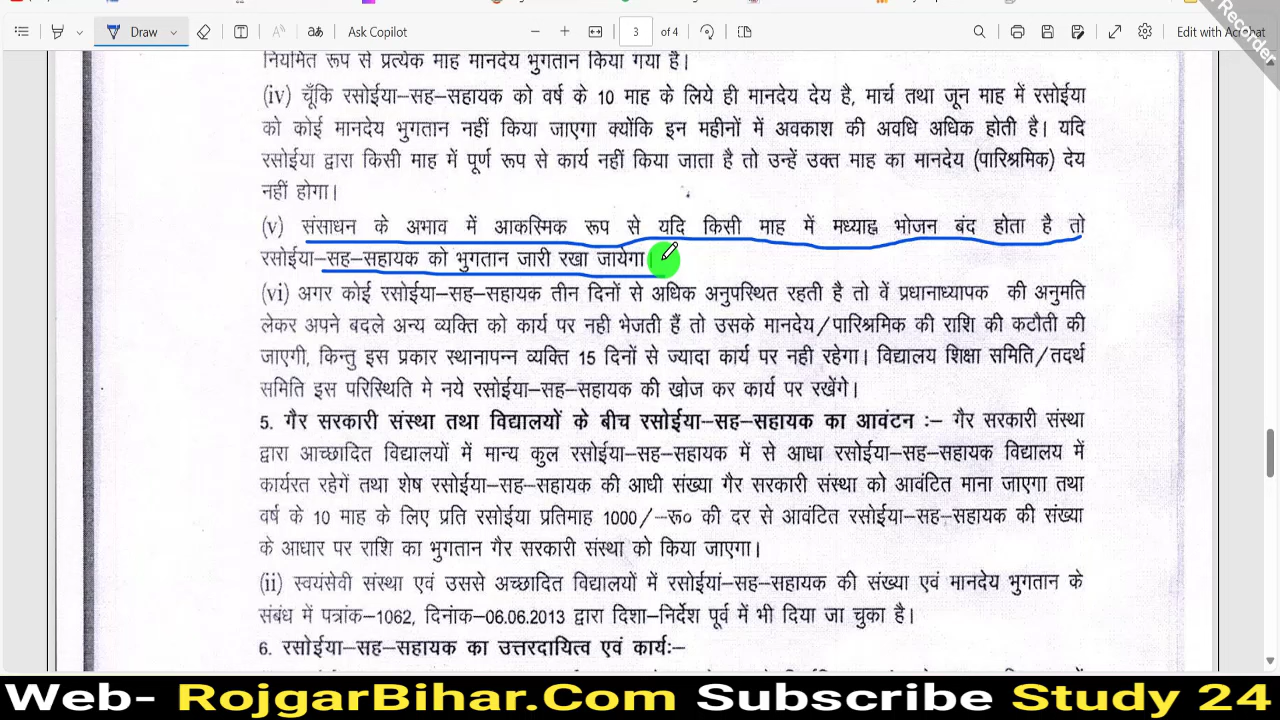 Draw
Ask Copilot
3 of 4
Edit with Acrobat
Recorder
नियमित रूप से प्रत्येक माह मानदेय भुगतान किया गया है।
(iv) चूँकि रसोईया–सह–सहायक को वर्ष के 10 माह के लिये ही मानदेय देय है, मार्च तथा जून माह में रसोईया
को कोई मानदेय भुगतान नहीं किया जाएगा क्योंकि इन महीनों में अवकाश की अवधि अधिक होती है। यदि
रसोईया द्वारा किसी माह में पूर्ण रूप से कार्य नहीं किया जाता है तो उन्हें उक्त माह का मानदेय (पारिश्रमिक) देय
नहीं होगा।
(v) संसाधन के अभाव में आकस्मिक रूप से यदि किसी माह मे मध्याह्न भोजन बंद होता है तो
रसोईया–सह–सहायक को भुगतान जारी रखा जायेगा।
(vi) अगर कोई रसोईया–सह–सहायक तीन दिनों से अधिक अनुपस्थित रहती है तो वें प्रधानाध्यापक की अनुमति
लेकर अपने बदले अन्य व्यक्ति को कार्य पर नही भेजती हैं तो उसके मानदेय/पारिश्रमिक की राशि की कटौती की
जाएगी, किन्तु इस प्रकार स्थानापन्न व्यक्ति 15 दिनों से ज्यादा कार्य पर नही रहेगा। विद्यालय शिक्षा समिति/तदर्थ
समिति इस परिस्थिति मे नये रसोईया–सह–सहायक की खोज कर कार्य पर रखेंगे।
5. गैर सरकारी संस्था तथा विद्यालयों के बीच रसोईया–सह–सहायक का आवंटन :– गैर सरकारी संस्था
द्वारा आच्छादित विद्यालयों में मान्य कुल रसोईया–सह–सहायक में से आधा रसोईया–सह–सहायक विद्यालय में
कार्यरत रहेगें तथा शेष रसोईया–सह–सहायक की आधी संख्या गैर सरकारी संस्था को आवंटित माना जाएगा तथा
वर्ष के 10 माह के लिए प्रति रसोईया प्रतिमाह 1000/–रू० की दर से आवंटित रसोईया–सह–सहायक की संख्या
के आधार पर राशि का भुगतान गैर सरकारी संस्था को किया जाएगा।
(ii) स्वयंसेवी संस्था एवं उससे अच्छादित विद्यालयों में रसोईयां–सह–सहायक की संख्या एवं मानदेय भुगतान के
संबंध में पत्रांक–1062, दिनांक–06.06.2013 द्वारा दिशा–निर्देश पूर्व में भी दिया जा चुका है।
6. रसोईया–सह–सहायक का उत्तरदायित्व एवं कार्य:–
Web- RojgarBihar.Com Subscribe Study 24